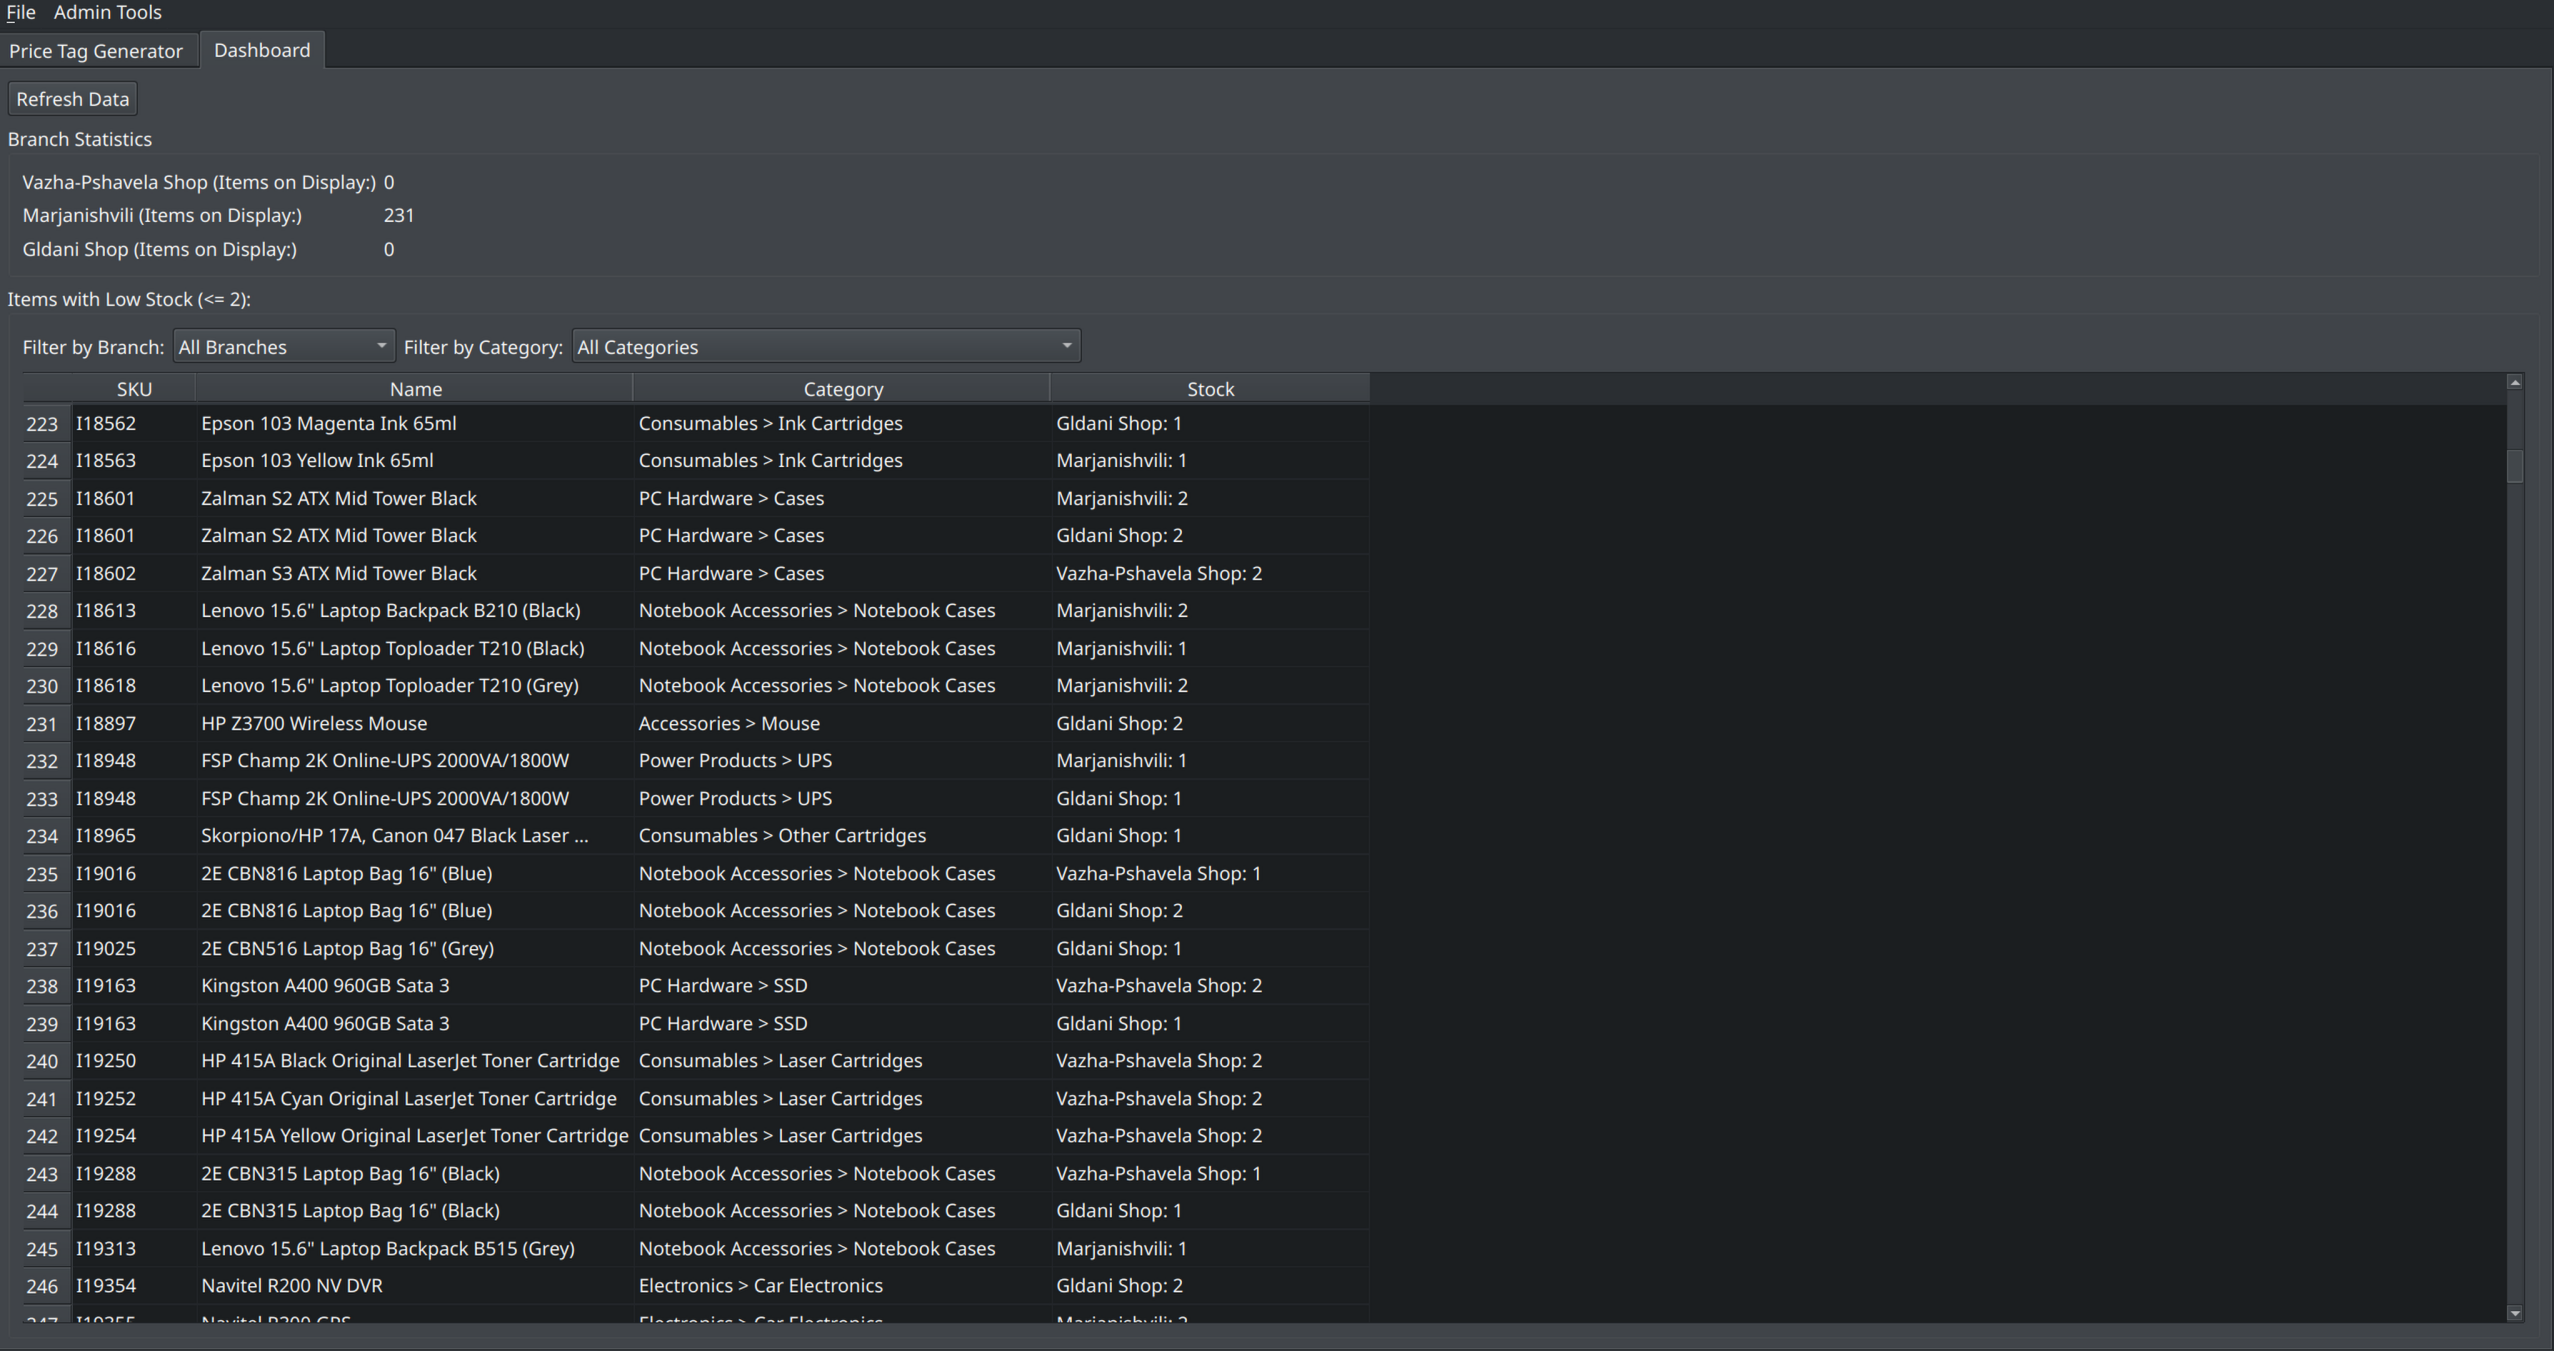 File Admin Tools
Price Tag Generator Dashboard
Refresh Data
Branch Statistics
Vazha-Pshavela Shop (Items on Display:) 0
Marjanishvili (Items on Display:) 231
Gldani Shop (Items on Display:) 0
Items with Low Stock (<= 2):
Filter by Branch: All Branches Filter by Category: All Categories
SKU Name Category Stock
223 I18562 Epson 103 Magenta Ink 65ml Consumables > Ink Cartridges Gldani Shop: 1
224 I18563 Epson 103 Yellow Ink 65ml Consumables > Ink Cartridges Marjanishvili: 1
225 I18601 Zalman S2 ATX Mid Tower Black PC Hardware > Cases Marjanishvili: 2
226 I18601 Zalman S2 ATX Mid Tower Black PC Hardware > Cases Gldani Shop: 2
227 I18602 Zalman S3 ATX Mid Tower Black PC Hardware > Cases Vazha-Pshavela Shop: 2
228 I18613 Lenovo 15.6" Laptop Backpack B210 (Black) Notebook Accessories > Notebook Cases Marjanishvili: 2
229 I18616 Lenovo 15.6" Laptop Toploader T210 (Black) Notebook Accessories > Notebook Cases Marjanishvili: 1
230 I18618 Lenovo 15.6" Laptop Toploader T210 (Grey) Notebook Accessories > Notebook Cases Marjanishvili: 2
231 I18897 HP Z3700 Wireless Mouse Accessories > Mouse Gldani Shop: 2
232 I18948 FSP Champ 2K Online-UPS 2000VA/1800W Power Products > UPS Marjanishvili: 1
233 I18948 FSP Champ 2K Online-UPS 2000VA/1800W Power Products > UPS Gldani Shop: 1
234 I18965 Skorpiono/HP 17A, Canon 047 Black Laser ... Consumables > Other Cartridges Gldani Shop: 1
235 I19016 2E CBN816 Laptop Bag 16" (Blue) Notebook Accessories > Notebook Cases Vazha-Pshavela Shop: 1
236 I19016 2E CBN816 Laptop Bag 16" (Blue) Notebook Accessories > Notebook Cases Gldani Shop: 2
237 I19025 2E CBN516 Laptop Bag 16" (Grey) Notebook Accessories > Notebook Cases Gldani Shop: 1
238 I19163 Kingston A400 960GB Sata 3 PC Hardware > SSD Vazha-Pshavela Shop: 2
239 I19163 Kingston A400 960GB Sata 3 PC Hardware > SSD Gldani Shop: 1
240 I19250 HP 415A Black Original LaserJet Toner Cartridge Consumables > Laser Cartridges Vazha-Pshavela Shop: 2
241 I19252 HP 415A Cyan Original LaserJet Toner Cartridge Consumables > Laser Cartridges Vazha-Pshavela Shop: 2
242 I19254 HP 415A Yellow Original LaserJet Toner Cartridge Consumables > Laser Cartridges Vazha-Pshavela Shop: 2
243 I19288 2E CBN315 Laptop Bag 16" (Black) Notebook Accessories > Notebook Cases Vazha-Pshavela Shop: 1
244 I19288 2E CBN315 Laptop Bag 16" (Black) Notebook Accessories > Notebook Cases Gldani Shop: 1
245 I19313 Lenovo 15.6" Laptop Backpack B515 (Grey) Notebook Accessories > Notebook Cases Marjanishvili: 1
246 I19354 Navitel R200 NV DVR Electronics > Car Electronics Gldani Shop: 2
247 Navitel GPS Electronics > Car Electronics Marjanishvili: